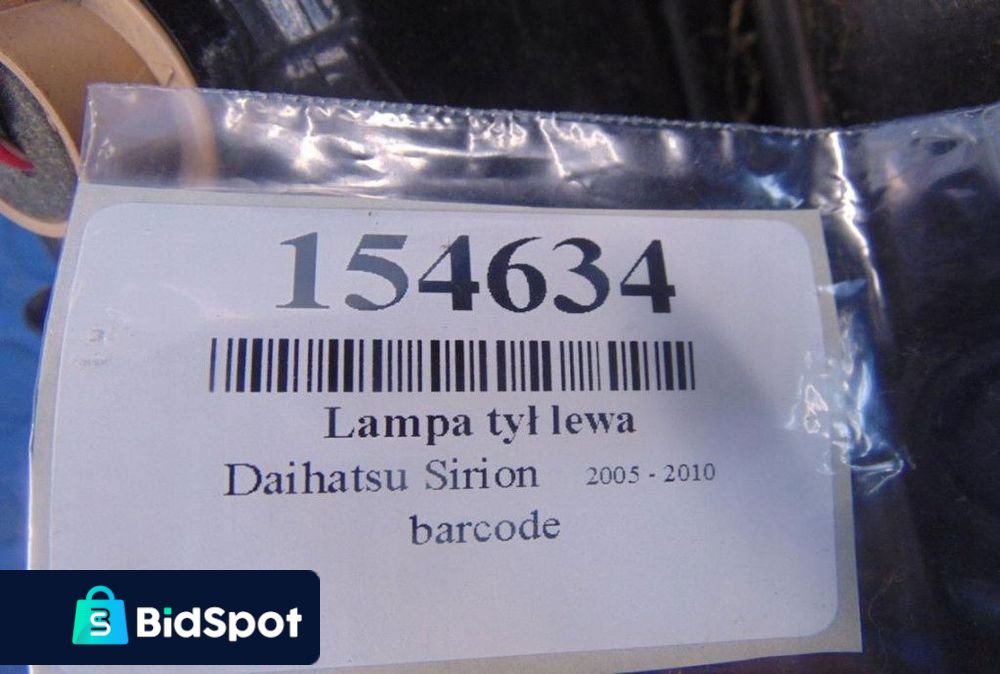 154634
Lampa tył lewa
Daihatsu Sirion 2005 - 2010
barcode
BidSpot